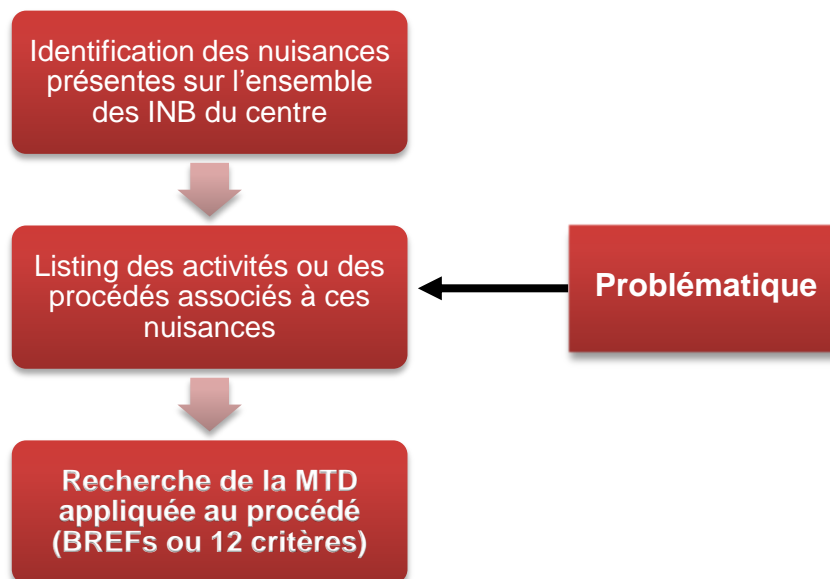 Identification des nuisances
présentes sur l’ensemble
des INB du centre
Listing des activités ou des
procédés associés à ces
nuisances
Problématique
Recherche de la MTD
appliquée au procédé
(BREFs ou 12 critères)